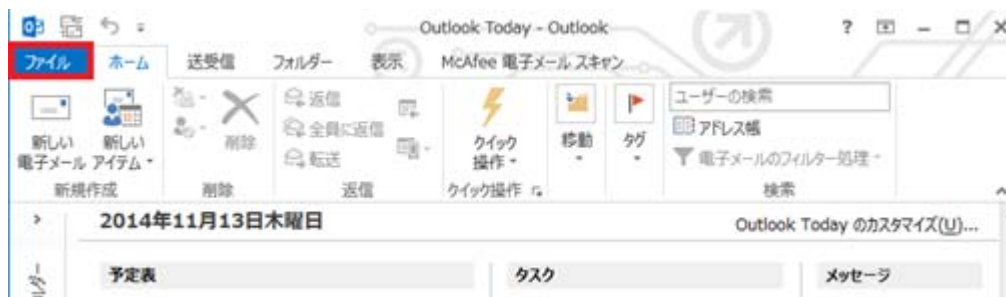 Outlook Today - Outlook
ファイル ホーム 送受信 フォルダー 表示 McAfee 電子メール スキャン
新しい 電子メール
新しい アイテム
削除
返信
全員に返信
転送
クイック 操作
移動
タグ
ユーザーの検索
アドレス帳
電子メールのフィルター処理
新規作成 削除 返信 クイック操作 検索
2014年11月13日木曜日 Outlook Today のカスタマイズ(U)...
予定表 タスク メッセージ